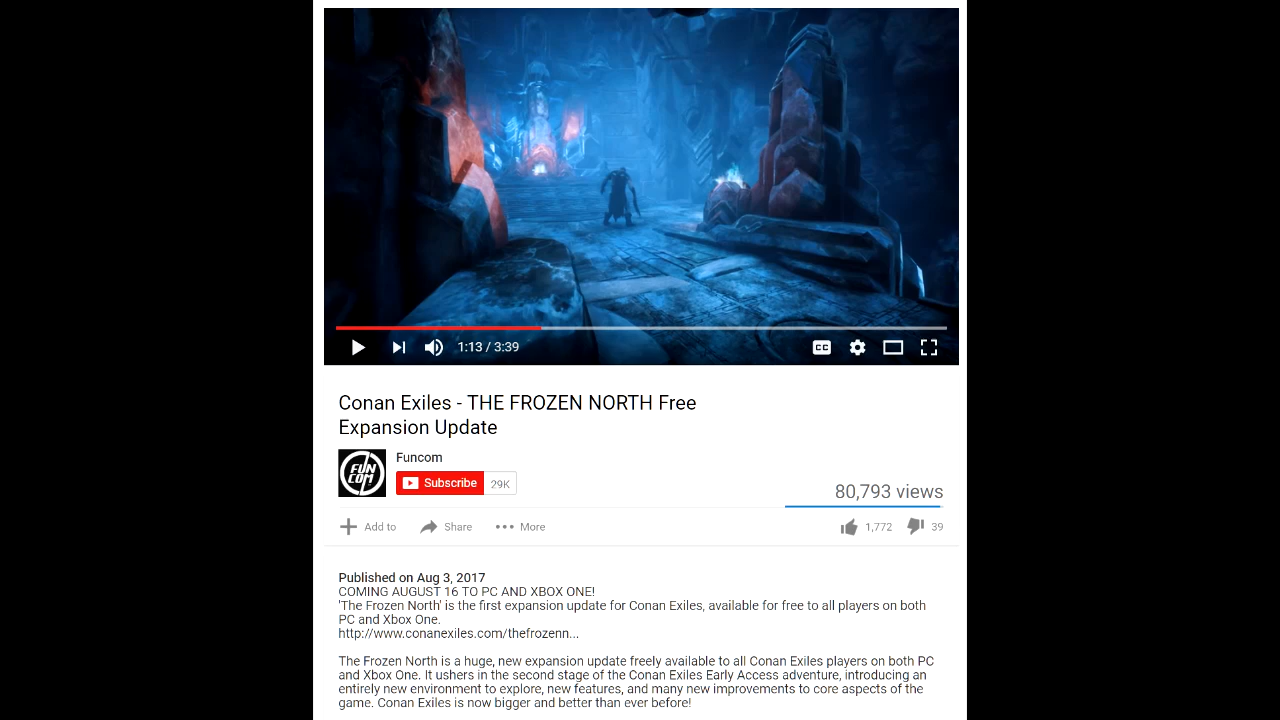 1:13 / 3:39
CC
Conan Exiles - THE FROZEN NORTH Free
Expansion Update
FUN
COM
Funcom
Subscribe 29K
80,793 views
Add to Share More 1,772 39
Published on Aug 3, 2017
COMING AUGUST 16 TO PC AND XBOX ONE!
'The Frozen North' is the first expansion update for Conan Exiles, available for free to all players on both
PC and Xbox One.
http://www.conanexiles.com/thefrozenn...
The Frozen North is a huge, new expansion update freely available to all Conan Exiles players on both PC
and Xbox One. It ushers in the second stage of the Conan Exiles Early Access adventure, introducing an
entirely new environment to explore, new features, and many new improvements to core aspects of the
game. Conan Exiles is now bigger and better than ever before!